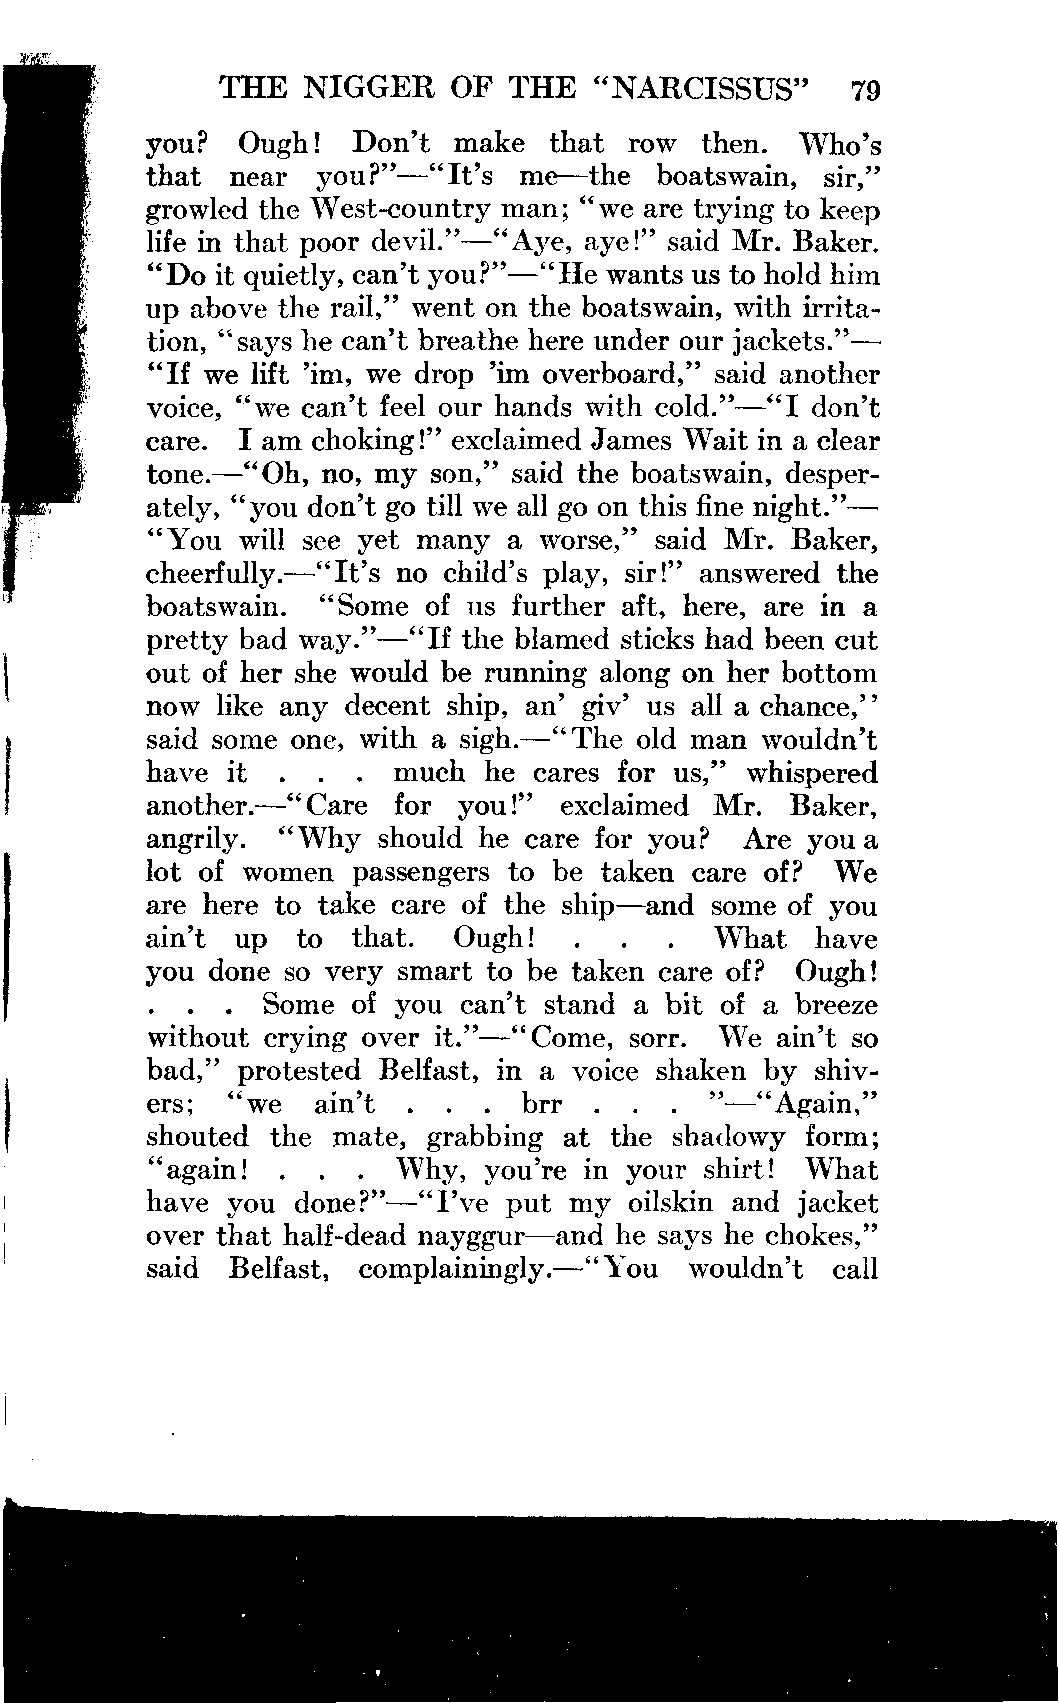 THE NIGGER OF THE “NARCISSUS” 79
you? Ough! Don’t make that row then. Who’s
that near you?”—“It’s me—the boatswain, sir,”
growled the West-country man; “we are trying to keep
life in that poor devil.”—“Aye, aye!” said Mr. Baker.
“Do it quietly, can’t you?”—“He wants us to hold him
up above the rail,” went on the boatswain, with irrita-
tion, “says he can’t breathe here under our jackets.”—
“If we lift ’im, we drop ’im overboard,” said another
voice, “we can’t feel our hands with cold.”—“I don’t
care. I am choking!” exclaimed James Wait in a clear
tone.—“Oh, no, my son,” said the boatswain, desper-
ately, “you don’t go till we all go on this fine night.”—
“You will see yet many a worse,” said Mr. Baker,
cheerfully.—“It’s no child’s play, sir!” answered the
boatswain. “Some of us further aft, here, are in a
pretty bad way.”—“If the blamed sticks had been cut
out of her she would be running along on her bottom
now like any decent ship, an’ giv’ us all a chance,’’
said some one, with a sigh.—“The old man wouldn’t
have it . . . much he cares for us,” whispered
another.—“Care for you!” exclaimed Mr. Baker,
angrily. “Why should he care for you? Are you a
lot of women passengers to be taken care of? We
are here to take care of the ship—and some of you
ain’t up to that. Ough! . . . What have
you done so very smart to be taken care of? Ough!
. . . Some of you can’t stand a bit of a breeze
without crying over it.”—“Come, sorr. We ain’t so
bad,” protested Belfast, in a voice shaken by shiv-
ers; “we ain’t . . . brr . . . ”—“Again,”
shouted the mate, grabbing at the shadowy form;
“again! . . . Why, you’re in your shirt! What
have you done?”—“I’ve put my oilskin and jacket
over that half-dead nayggur—and he says he chokes,”
said Belfast, complainingly.—“You wouldn’t call